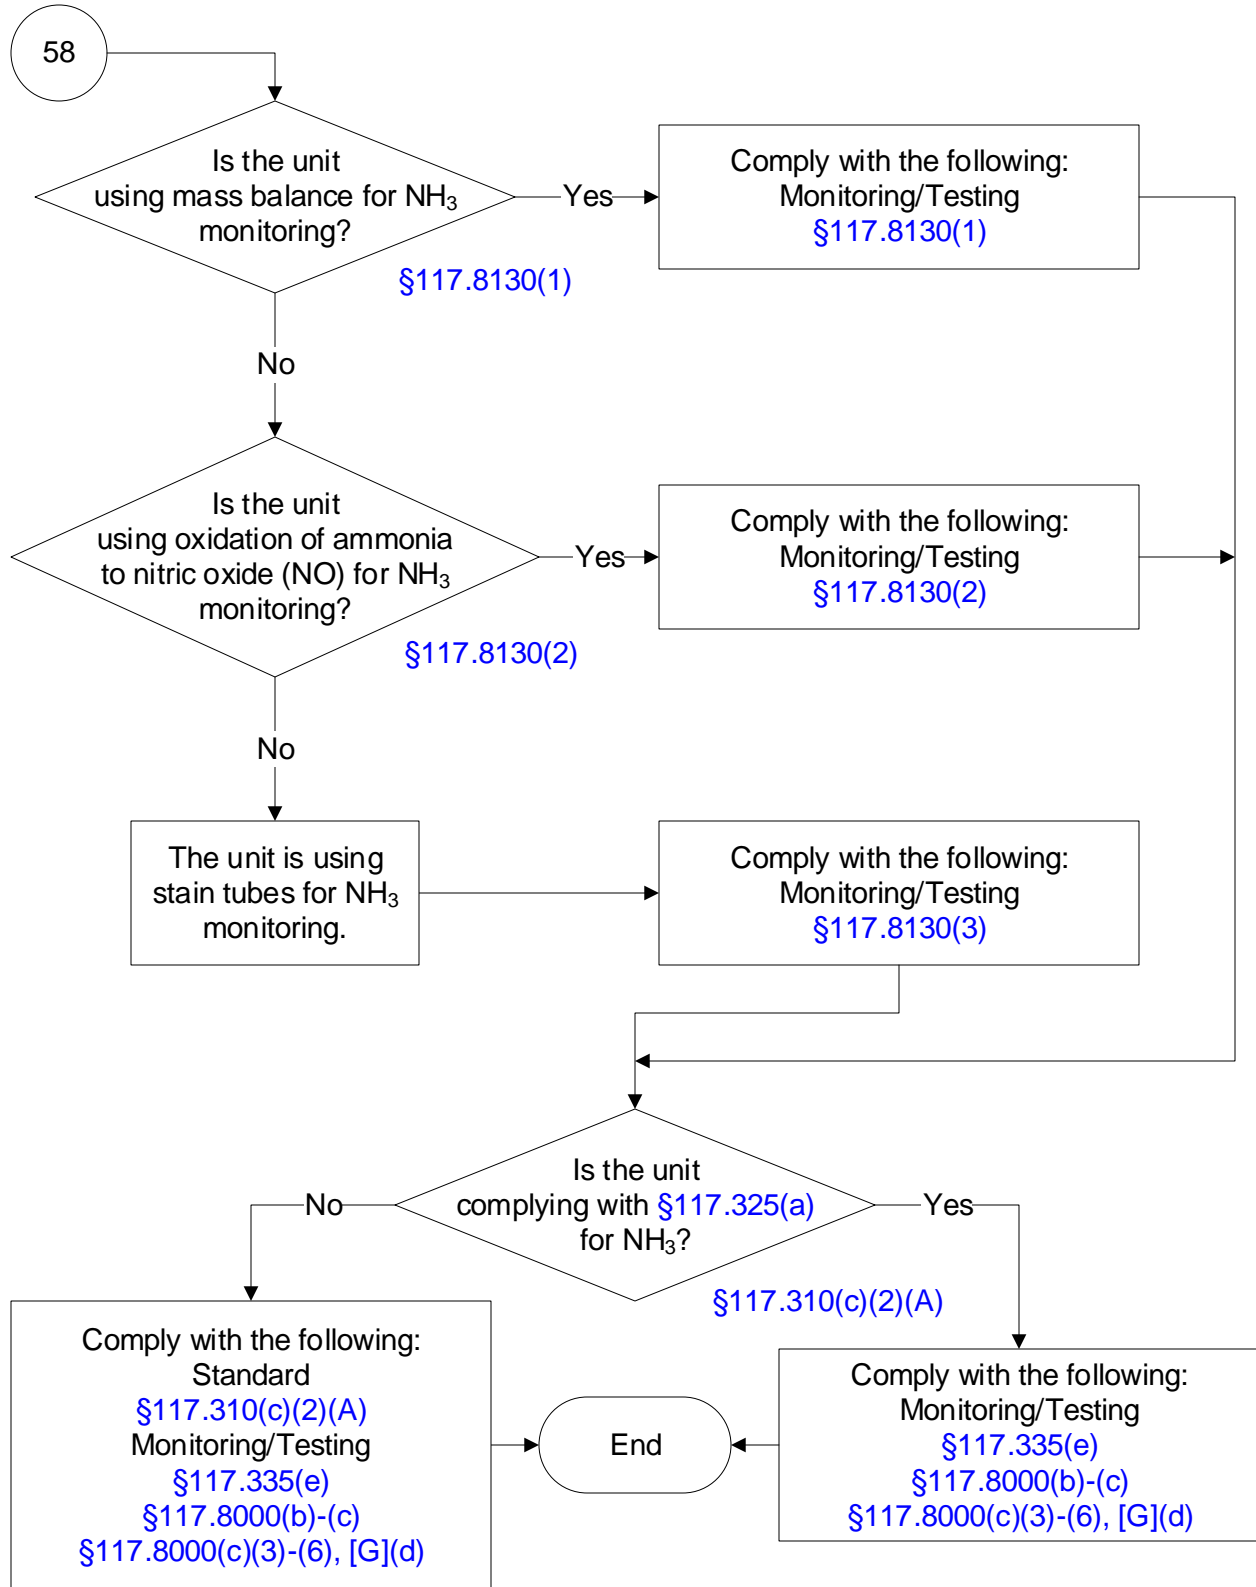 58
Is the unit
using mass balance for NH₃
monitoring?
Yes
Comply with the following:
Monitoring/Testing
§117.8130(1)
§117.8130(1)
No
Is the unit
using oxidation of ammonia
to nitric oxide (NO) for NH₃
monitoring?
Yes
Comply with the following:
Monitoring/Testing
§117.8130(2)
§117.8130(2)
No
The unit is using
stain tubes for NH₃
monitoring.
Comply with the following:
Monitoring/Testing
§117.8130(3)
Is the unit
complying with §117.325(a)
for NH₃?
No
Yes
§117.310(c)(2)(A)
Comply with the following:
Standard
§117.310(c)(2)(A)
Monitoring/Testing
§117.335(e)
§117.8000(b)-(c)
§117.8000(c)(3)-(6), [G](d)
End
Comply with the following:
Monitoring/Testing
§117.335(e)
§117.8000(b)-(c)
§117.8000(c)(3)-(6), [G](d)